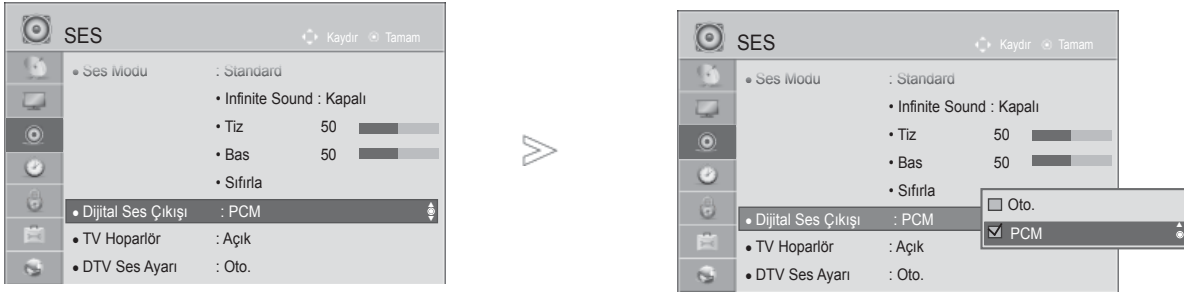 SES
Kaydır Tamam
• Ses Modu : Standard
• Infinite Sound : Kapalı
• Tiz 50
• Bas 50
• Sıfırla
• Dijital Ses Çıkışı : PCM
• TV Hoparlör : Açık
• DTV Ses Ayarı : Oto.
SES
Kaydır Tamam
• Ses Modu : Standard
• Infinite Sound : Kapalı
• Tiz 50
• Bas 50
• Sıfırla
• Dijital Ses Çıkışı : PCM
• TV Hoparlör : Açık
• DTV Ses Ayarı : Oto.
Oto.
PCM